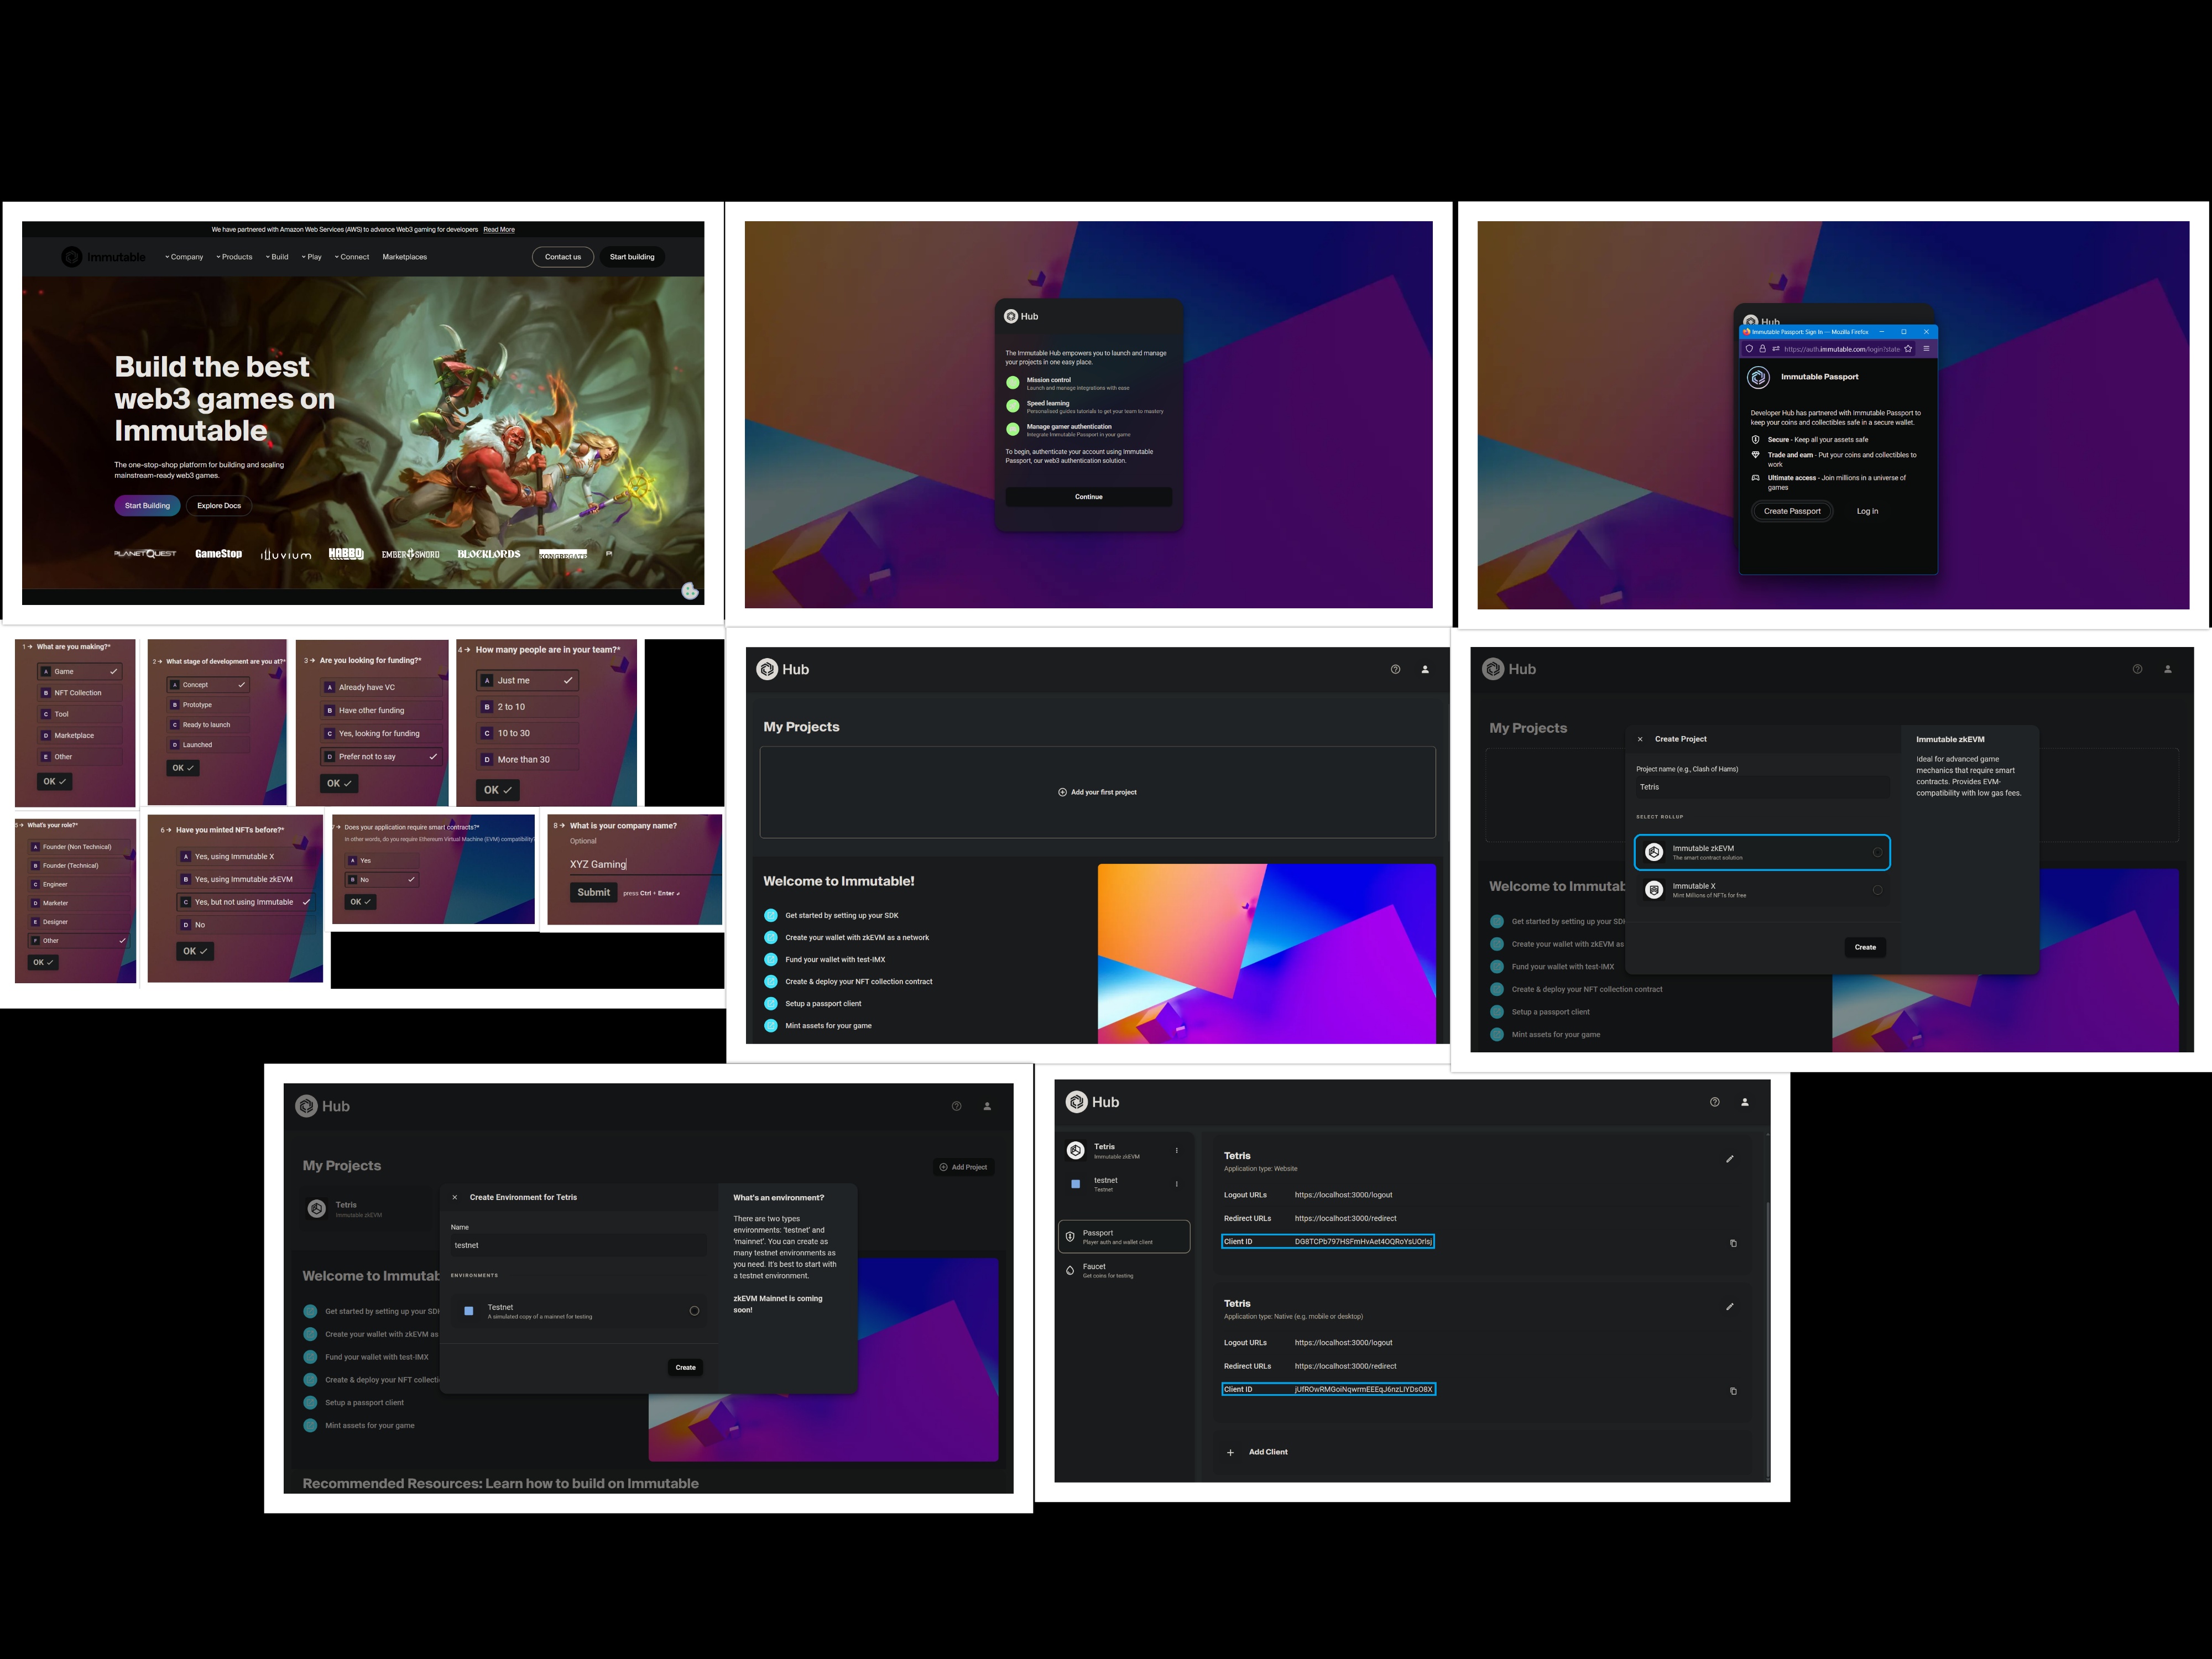 We have partnered with Amazon Web Services (AWS) to advance Web3 gaming for developers Read More
Immutable
Company Products Build Play Connect Marketplaces Contact us Start building
Build the best
web3 games on
Immutable
The one-stop-shop platform for building and scaling
mainstream-ready web3 games.
Start Building Explore Docs
PLANETQUEST GameStop illuvium HABBO EMBER SWORD BLOCKLORDS KONGREGATE
Hub
The Immutable Hub empowers you to launch and manage
your projects in one easy place.
Mission control
Launch and manage integrations with ease
Speed learning
Personalised guides tutorials to get your team to mastery
Manage gamer authentication
Integrate Immutable Passport in your game
To begin, authenticate your account using Immutable
Passport, our web3 authentication solution.
Continue
Hub
Immutable Passport: Sign In — Mozilla Firefox
https://auth.immutable.com/login?state
Immutable Passport
Developer Hub has partnered with Immutable Passport to
keep your coins and collectibles safe in a secure wallet.
Secure - Keep all your assets safe
Trade and earn - Put your coins and collectibles to
work
Ultimate access - Join millions in a universe of
games
Create Passport Log in
1 → What are you making?*
A Game
B NFT Collection
C Tool
D Marketplace
E Other
OK ✓
2 → What stage of development are you at?*
A Concept
B Prototype
C Ready to launch
D Launched
OK ✓
3 → Are you looking for funding?*
A Already have VC
B Have other funding
C Yes, looking for funding
D Prefer not to say
OK ✓
4 → How many people are in your team?*
A Just me
B 2 to 10
C 10 to 30
D More than 30
OK ✓
5 → What's your role?*
A Founder (Non Technical)
B Founder (Technical)
C Engineer
D Marketer
E Designer
F Other
OK ✓
6 → Have you minted NFTs before?*
A Yes, using Immutable X
B Yes, using Immutable zkEVM
C Yes, but not using Immutable
D No
OK ✓
7 → Does your application require smart contracts?*
In other words, do you require Ethereum Virtual Machine (EVM) compatibility?
A Yes
B No
OK ✓
8 → What is your company name?
Optional
XYZ Gaming
Submit press Ctrl + Enter ↵
Hub
My Projects
Add your first project
Welcome to Immutable!
Get started by setting up your SDK
Create your wallet with zkEVM as a network
Fund your wallet with test-IMX
Create & deploy your NFT collection contract
Setup a passport client
Mint assets for your game
Hub
My Projects
Create Project
Project name (e.g., Clash of Hams)
Tetris
SELECT ROLLUP
Immutable zkEVM
The smart contract solution
Immutable X
Mint Millions of NFTs for free
Create
Immutable zkEVM
Ideal for advanced game
mechanics that require smart
contracts. Provides EVM-
compatibility with low gas fees.
Welcome to Immutab
Get started by setting up your SD
Create your wallet with zkEVM as
Fund your wallet with test-IMX
Create & deploy your NFT collection contract
Setup a passport client
Mint assets for your game
Hub
My Projects
Add Project
Tetris
Immutable zkEVM
Create Environment for Tetris
Name
testnet
ENVIRONMENTS
Testnet
A simulated copy of a mainnet for testing
Create
What's an environment?
There are two types
environments: 'testnet' and
'mainnet'. You can create as
many testnet environments as
you need. It's best to start with
a testnet environment.
zkEVM Mainnet is coming
soon!
Welcome to Immutab
Get started by setting up your SD
Create your wallet with zkEVM as
Fund your wallet with test-IMX
Create & deploy your NFT collecti
Setup a passport client
Mint assets for your game
Recommended Resources: Learn how to build on Immutable
Hub
Tetris
Immutable zkEVM
testnet
Testnet
Passport
Player auth and wallet client
Faucet
Get coins for testing
Tetris
Application type: Website
Logout URLs https://localhost:3000/logout
Redirect URLs https://localhost:3000/redirect
Client ID DG8TCPb797HSFmHvAet4OQRoYsUOrlsj
Tetris
Application type: Native (e.g. mobile or desktop)
Logout URLs https://localhost:3000/logout
Redirect URLs https://localhost:3000/redirect
Client ID jUfROwRMGoiNqwrmEEEqJ6nzLIYDsO8X
Add Client